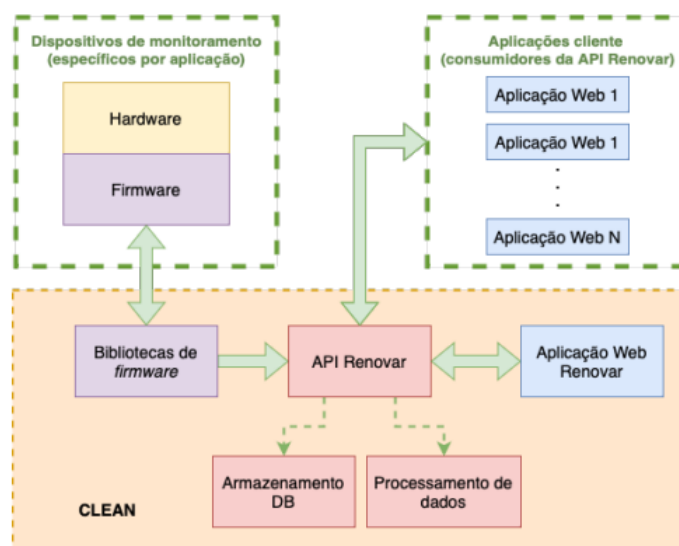 Dispositivos de monitoramento
(específicos por aplicação)
Hardware
Firmware
Aplicações cliente
(consumidores da API Renovar)
Aplicação Web 1
Aplicação Web 1
Aplicação Web N
Bibliotecas de
firmware
API Renovar
Aplicação Web
Renovar
Armazenamento
DB
Processamento de
dados
CLEAN